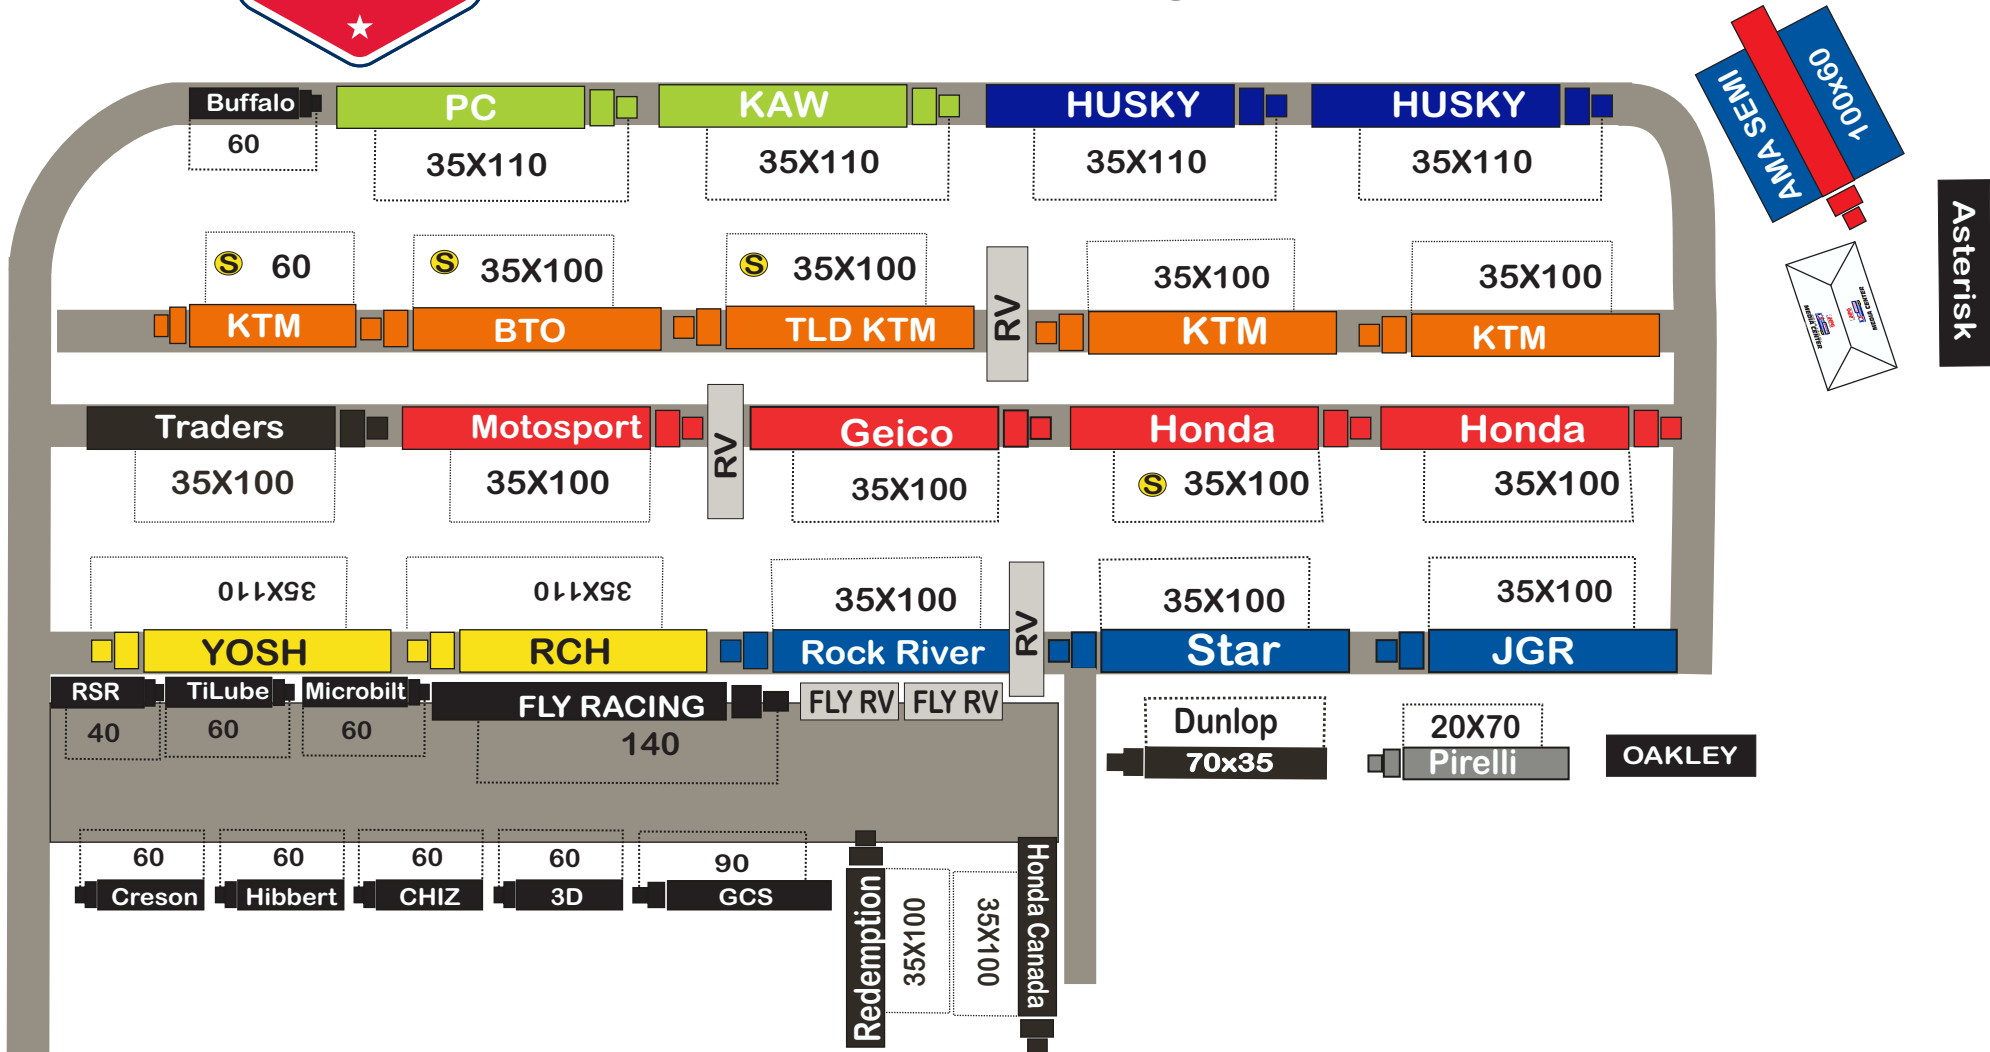 Buffalo
PC
KAW
HUSKY
HUSKY
60
35X110
35X110
35X110
35X110
AMA SEMI
100x60
Asterisk
MEDIA
CENTER
S 60
S 35X100
S 35X100
35X100
35X100
KTM
BTO
TLD KTM
RV
KTM
KTM
Traders
Motosport
RV
Geico
Honda
Honda
35X100
35X100
35X100
S 35X100
35X100
35X110
35X110
35X100
35X100
35X100
YOSH
RCH
Rock River
RV
Star
JGR
RSR
TiLube
Microbilt
FLY RACING
FLY RV
FLY RV
40
60
60
140
Dunlop
70x35
20X70
Pirelli
OAKLEY
60
60
60
60
90
Creson
Hibbert
CHIZ
3D
GCS
Redemption
35X100
35X100
Honda Canada